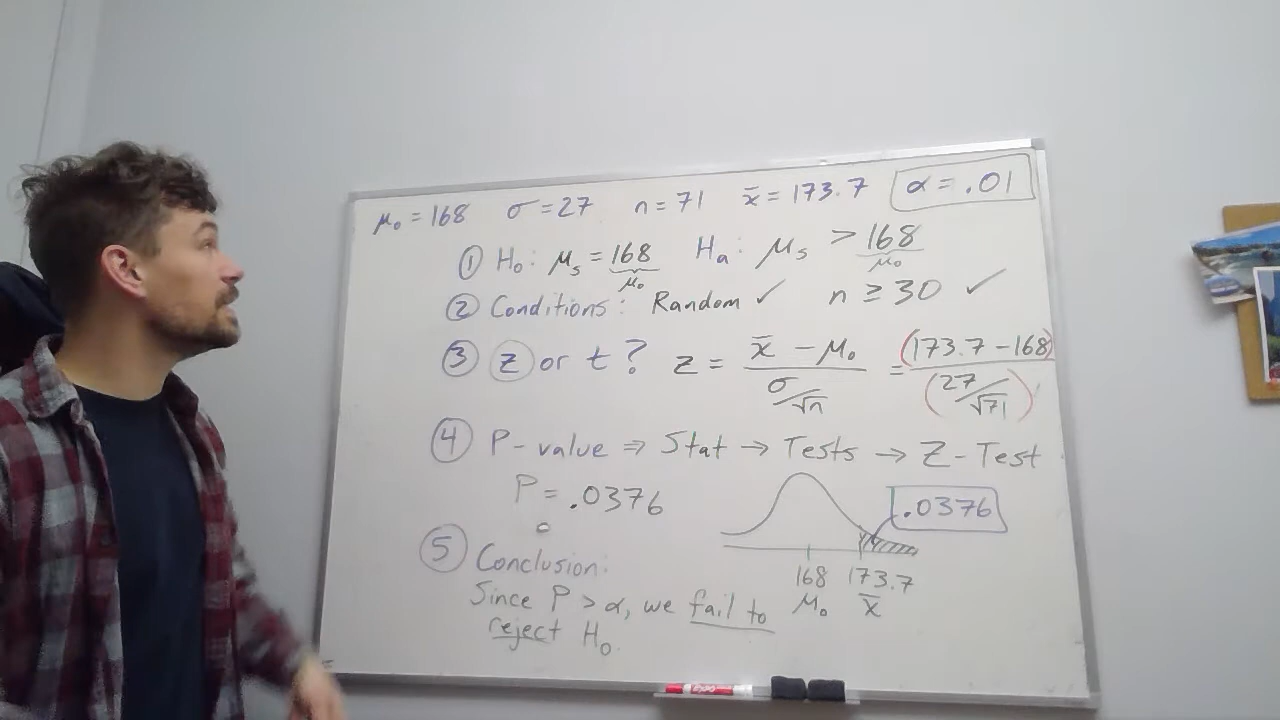 μ₀ = 168 σ = 27 n = 71 x̄ = 173.7 α = .01
① H₀: μₛ = 168 Hₐ: μₛ > 168
μ₀ μ₀
② Conditions: Random ✓ n ≥ 30 ✓
③ z or t? z = (x̄ - μ₀)/(σ/√n) = (173.7 - 168)/(27/√71)
④ P-value ⇒ Stat → Tests → Z-Test
P = .0376
.0376
168 173.7
μ₀ x̄
⑤ Conclusion:
Since P > α, we fail to
reject H₀.